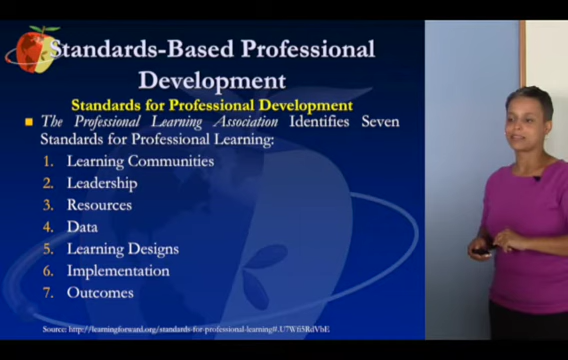 Standards-Based Professional
Development
Standards for Professional Development
The Professional Learning Association Identifies Seven
Standards for Professional Learning:
1. Learning Communities
2. Leadership
3. Resources
4. Data
5. Learning Designs
6. Implementation
7. Outcomes
Source: http://learningforward.org/standards-for-professional-learning#.U7Wfi5RdVbE